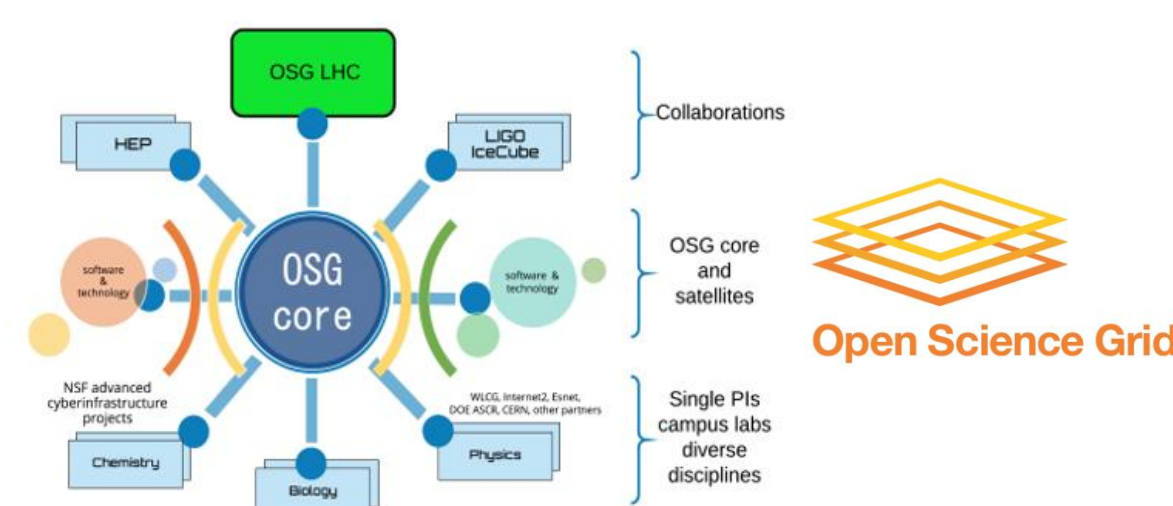 OSG LHC
HEP
LIGO
IceCube
Collaborations
software
&
technology
OSG
core
software &
technology
OSG core
and
satellites
Open Science Grid
NSF advanced
cyberinfrastructure
projects
WLCG, Internet2, Esnet,
DOE ASCR, CERN, other partners
Single PIs
campus labs
diverse
disciplines
Chemistry
Biology
Physics